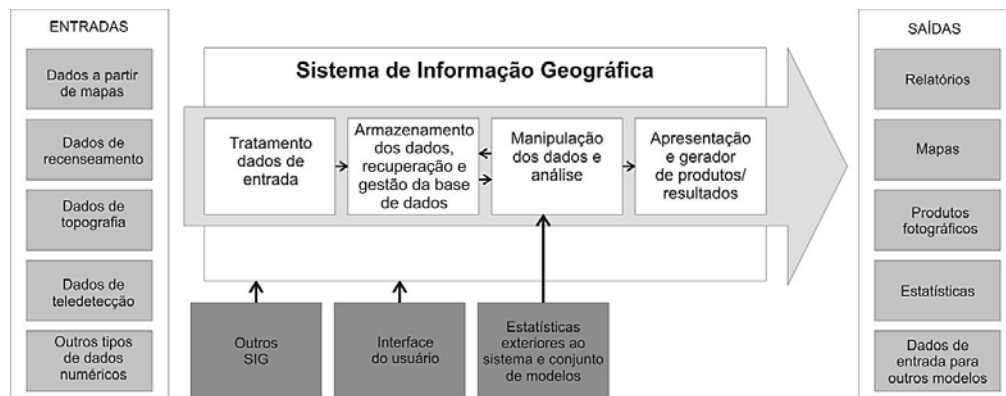 ENTRADAS
Dados a partir
de mapas
Dados de
recenseamento
Dados de
topografia
Dados de
teledetecção
Outros tipos
de dados
numéricos
Sistema de Informação Geográfica
Tratamento
dados de
entrada
Armazenamento
dos dados,
recuperação e
gestão da base
de dados
Manipulação
dos dados e
análise
Apresentação
e gerador
de produtos/
resultados
Outros
SIG
Interface
do usuário
Estatísticas
exteriores ao
sistema e conjunto
de modelos
SAÍDAS
Relatórios
Mapas
Produtos
fotográficos
Estatísticas
Dados de
entrada para
outros modelos